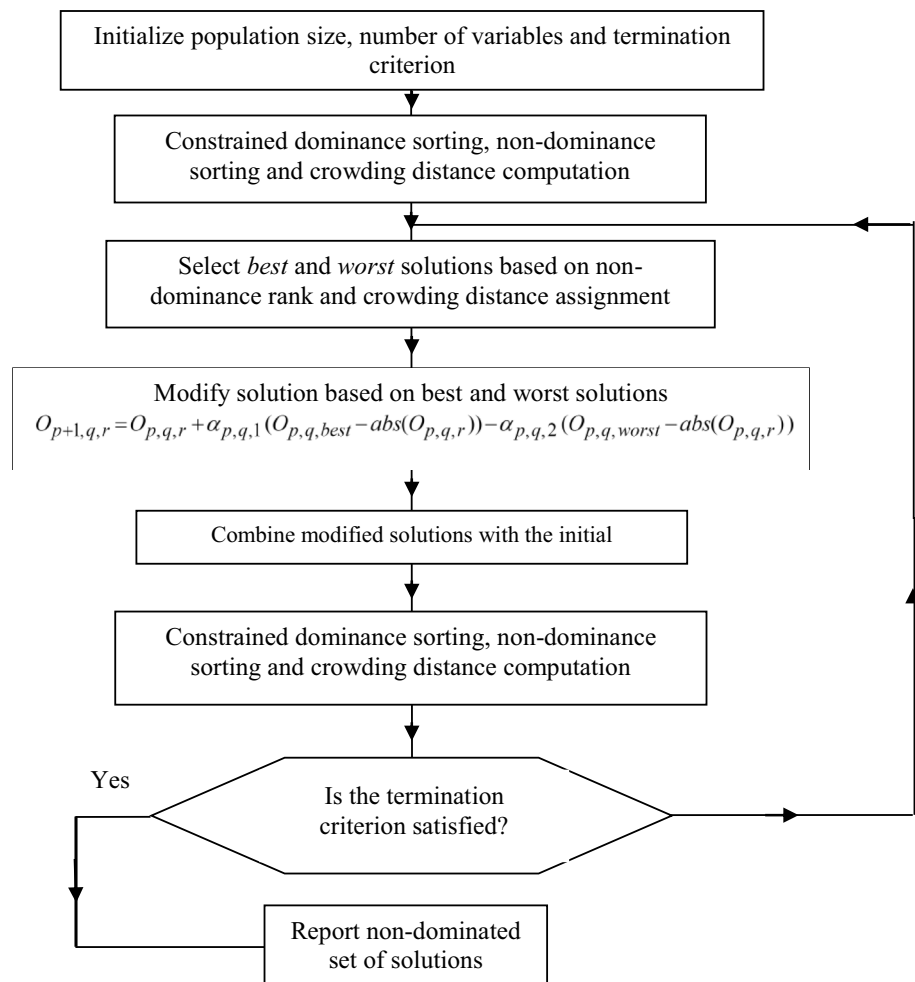 Initialize population size, number of variables and termination
criterion
Constrained dominance sorting, non-dominance
sorting and crowding distance computation
Select best and worst solutions based on non-
dominance rank and crowding distance assignment
Modify solution based on best and worst solutions
O_{p+1,q,r} = O_{p,q,r} + α_{p,q,1} (O_{p,q,best} − abs(O_{p,q,r})) − α_{p,q,2} (O_{p,q,worst} − abs(O_{p,q,r}))
Combine modified solutions with the initial
Constrained dominance sorting, non-dominance
sorting and crowding distance computation
Yes
Is the termination
criterion satisfied?
Report non-dominated
set of solutions